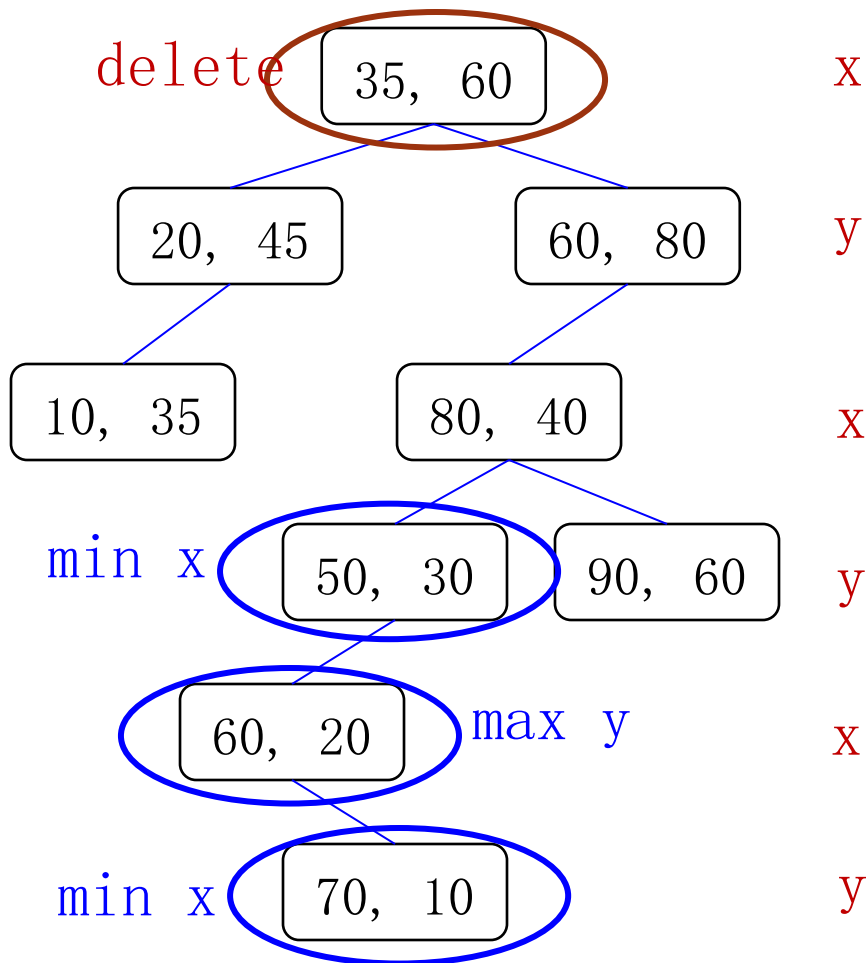 delete 35, 60 x
20, 45 60, 80 y
10, 35 80, 40 x
min x 50, 30 90, 60 y
60, 20 max y x
min x 70, 10 y